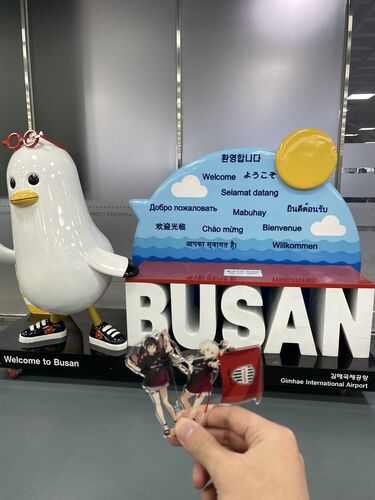 환영합니다
Welcome ようこそ
Selamat datang
Добро пожаловать Mabuhay ยินดีต้อนรับ
欢迎光临 Chào mừng Bienvenue
आपका स्वागत है! Willkommen
BUSAN
Welcome to Busan
김해국제공항
Gimhae International Airport